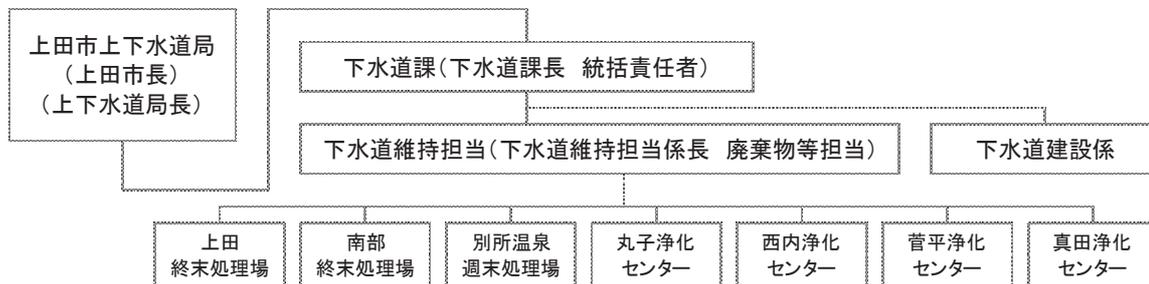 上田市上下水道局
（上田市長）
（上下水道局長）
下水道課（下水道課長　統括責任者）
下水道維持担当（下水道維持担当係長　廃棄物等担当）
下水道建設係
上田
終末処理場
南部
終末処理場
別所温泉
週末処理場
丸子浄化
センター
西内浄化
センター
菅平浄化
センター
真田浄化
センター